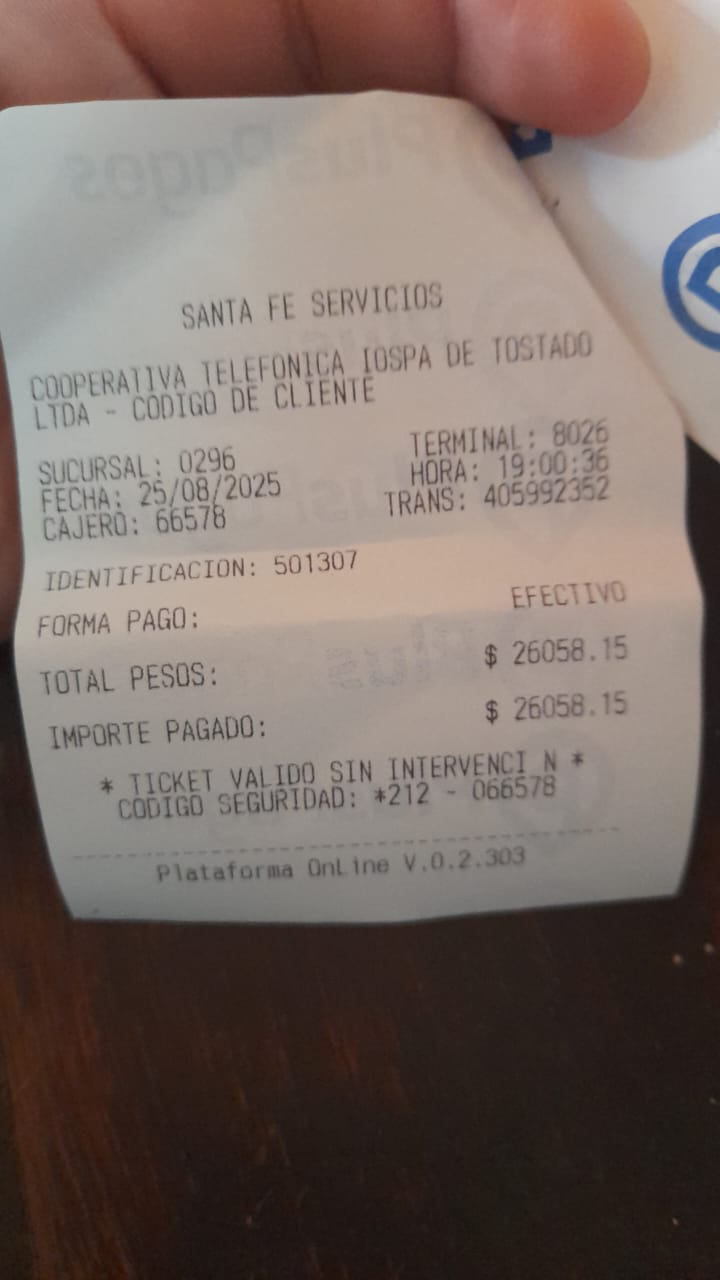 SANTA FE SERVICIOS
COOPERATIVA TELEFONICA IOSPA DE TOSTADO
LTDA - CODIGO DE CLIENTE
SUCURSAL: 0296 TERMINAL: 8026
FECHA: 25/08/2025 HORA: 19:00:36
CAJERO: 66578 TRANS: 405992352
IDENTIFICACION: 501307
FORMA PAGO: EFECTIVO
TOTAL PESOS: $ 26058.15
IMPORTE PAGADO: $ 26058.15
* TICKET VALIDO SIN INTERVENCI N *
CODIGO SEGURIDAD: *212 - 066578
Plataforma OnLine V.0.2.303